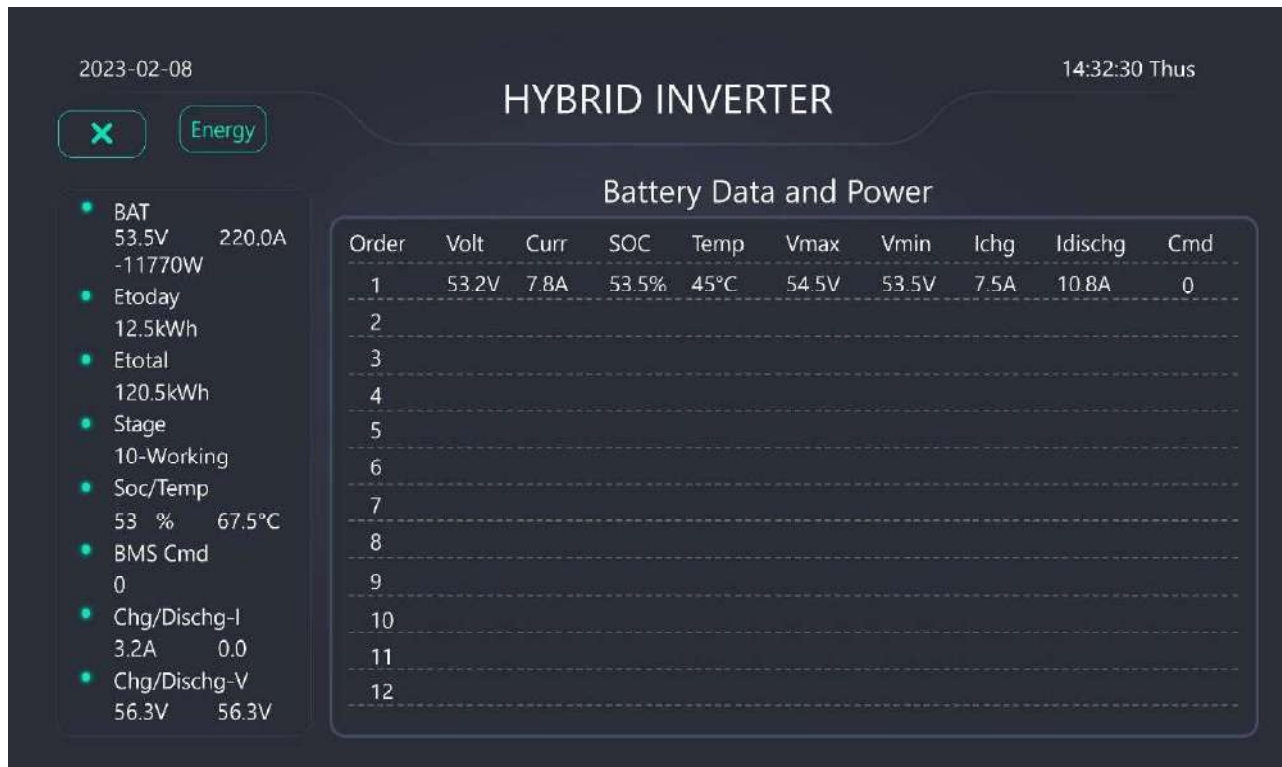 2023-02-08
14:32:30 Thus
HYBRID INVERTER
Energy
BAT
53.5V 220.0A
-11770W
Etoday
12.5kWh
Etotal
120.5kWh
Stage
10-Working
Soc/Temp
53 % 67.5°C
BMS Cmd
0
Chg/Dischg-I
3.2A 0.0
Chg/Dischg-V
56.3V 56.3V
Battery Data and Power
Order Volt Curr SOC Temp Vmax Vmin Ichg Idischg Cmd
1 53.2V 7.8A 53.5% 45°C 54.5V 53.5V 7.5A 10.8A 0
2
3
4
5
6
7
8
9
10
11
12